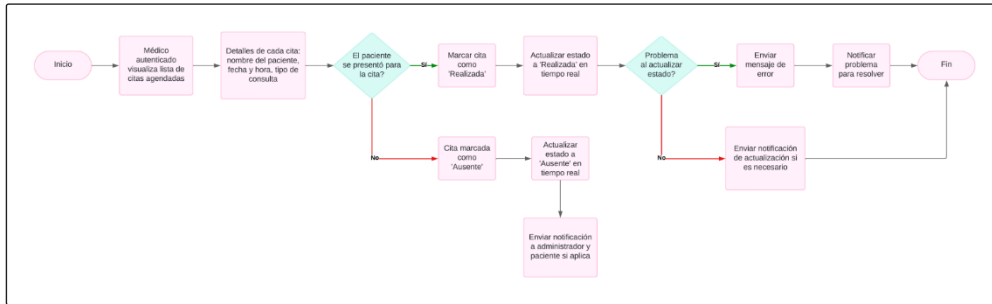 Inicio
Médico
autenticado
visualiza lista de
citas agendadas
Detalles de cada cita:
nombre del paciente,
fecha y hora, tipo de
consulta
El paciente
se presentó para
la cita?
Sí
Marcar cita
como
'Realizada'
Actualizar estado
a 'Realizada' en
tiempo real
Problema
al actualizar
estado?
Sí
Enviar
mensaje de
error
Notificar
problema
para resolver
Fin
No
Cita marcada
como
'Ausente'
Actualizar
estado a
'Ausente' en
tiempo real
No
Enviar notificación
de actualización si
es necesario
Enviar notificación
a administrador y
paciente si aplica